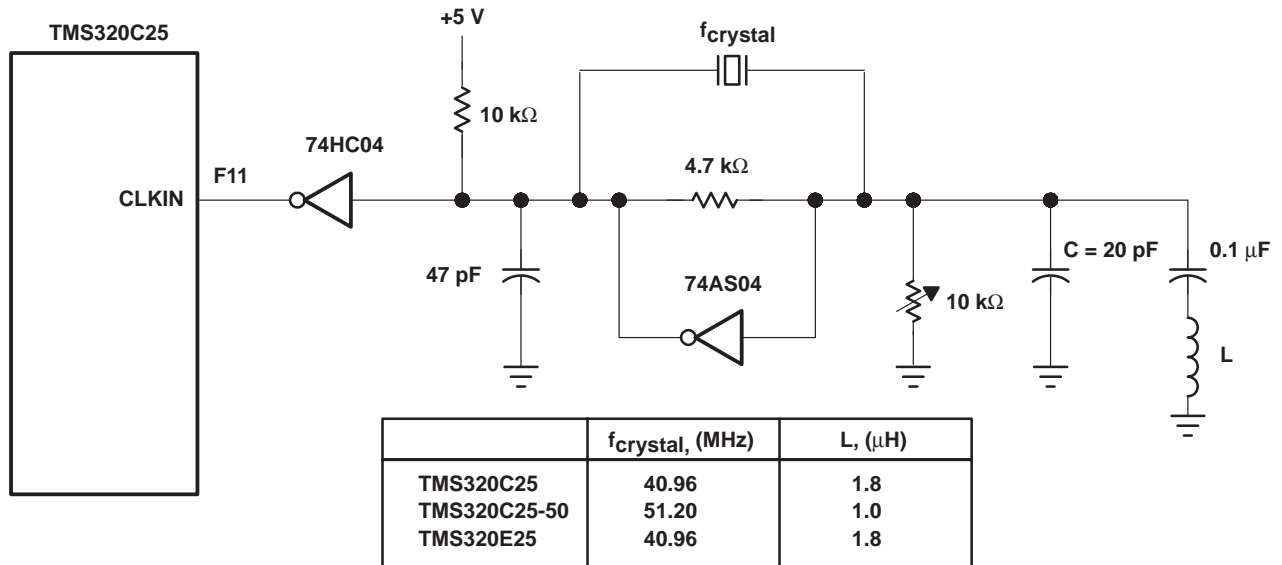 TMS320C25
+5 V
fcrystal
10 kΩ
74HC04
4.7 kΩ
F11
CLKIN
47 pF
74AS04
C = 20 pF
0.1 μF
10 kΩ
L
fcrystal, (MHz) L, (μH)
TMS320C25 40.96 1.8
TMS320C25-50 51.20 1.0
TMS320E25 40.96 1.8